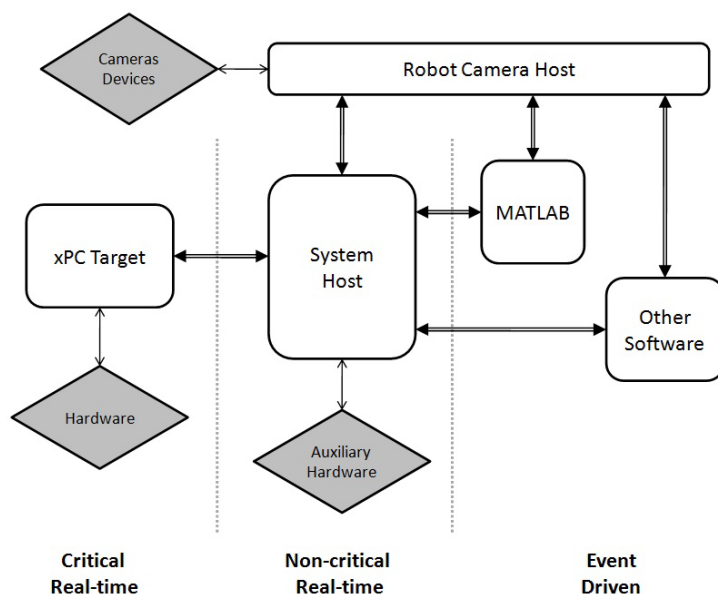 Cameras
Devices
Robot Camera Host
xPC Target
System
Host
MATLAB
Other
Software
Hardware
Auxiliary
Hardware
Critical
Real-time
Non-critical
Real-time
Event
Driven